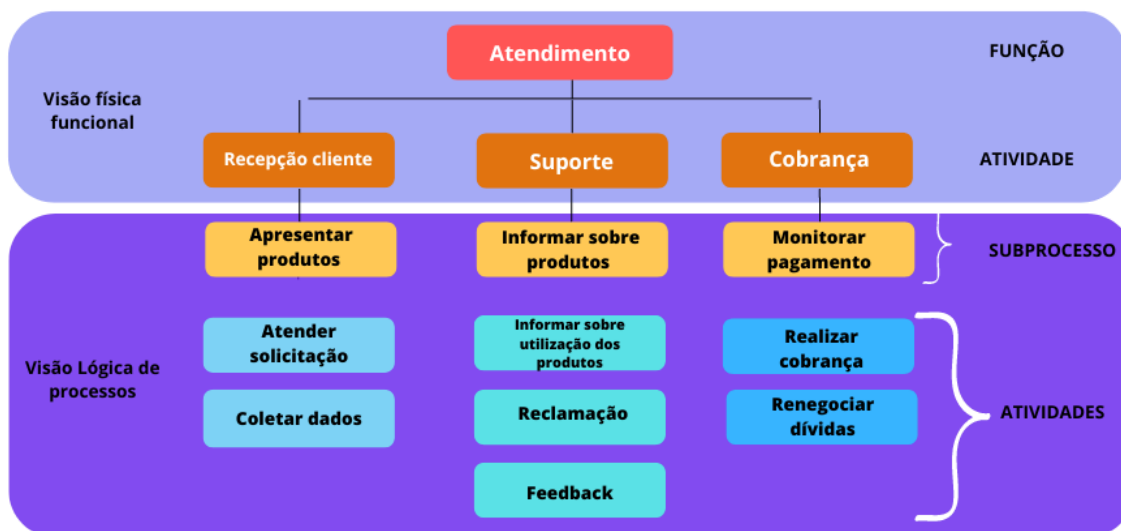 Atendimento
FUNÇÃO
Visão física
funcional
Recepção cliente
Suporte
Cobrança
ATIVIDADE
Apresentar
produtos
Informar sobre
produtos
Monitorar
pagamento
SUBPROCESSO
Visão Lógica de
processos
Atender
solicitação
Informar sobre
utilização dos
produtos
Realizar
cobrança
Coletar dados
Reclamação
Renegociar
dívidas
ATIVIDADES
Feedback